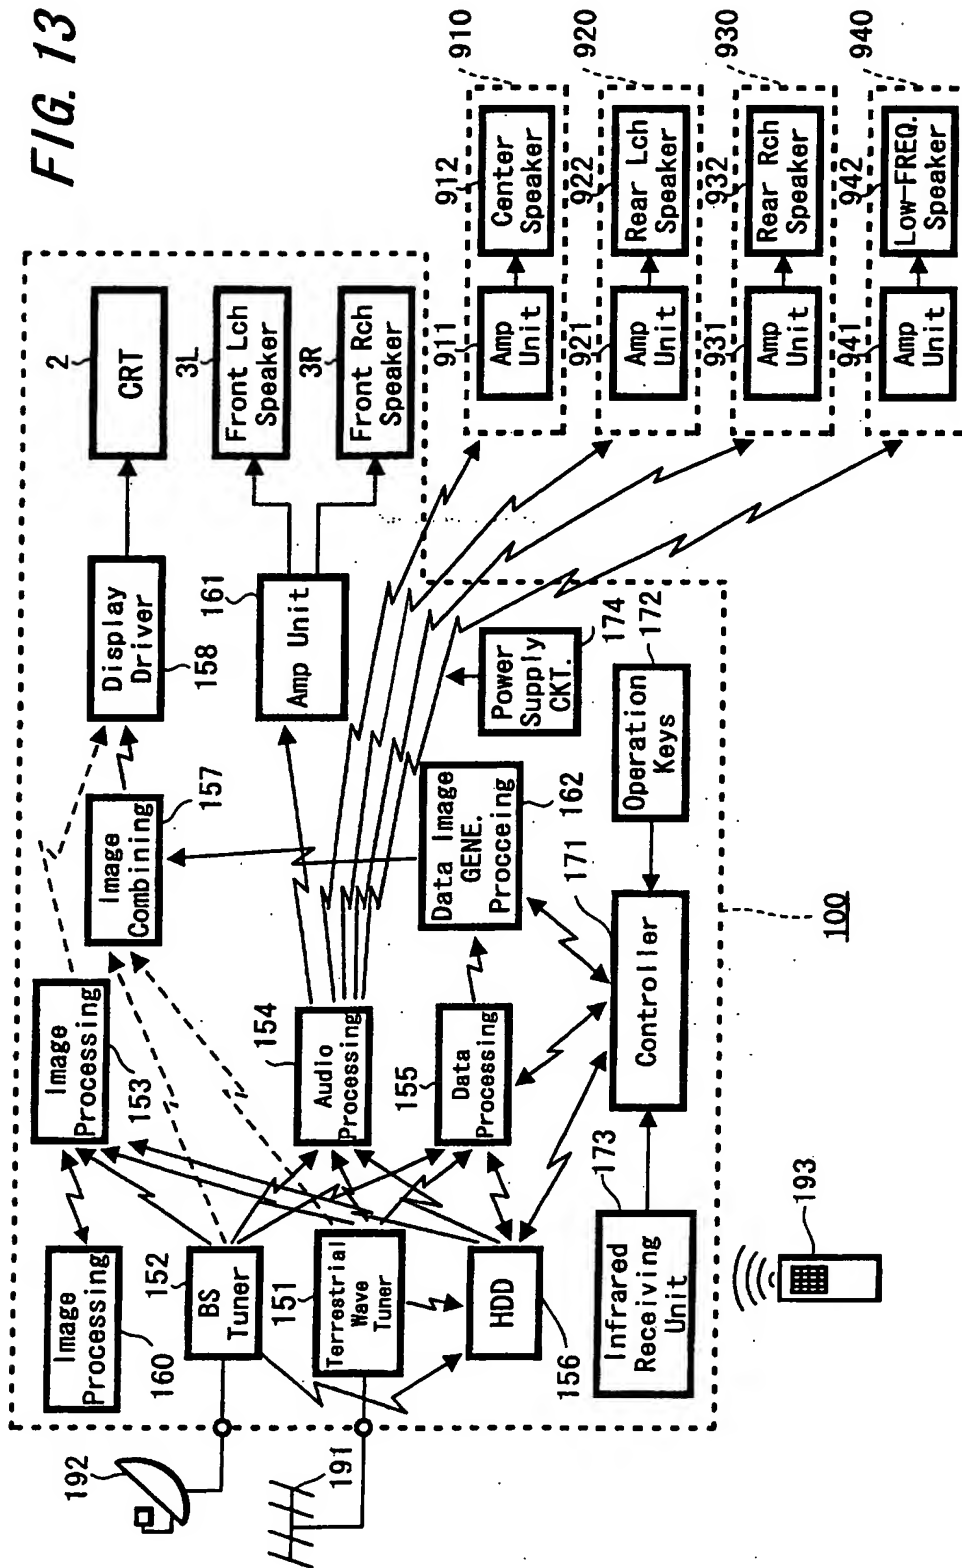 FIG. 13
192
191
Image
Processing
160
BS
Tuner
152
Terrestrial
Wave
Tuner
151
HDD
156
Infrared
Receiving
Unit
173
193
Image
Processing
153
Audio
Processing
154
Data
Processing
155
Controller
171
100
Image
Combining
157
Data Image
GENE.
Procceing
162
Operation
Keys
172
Power
Supply
CKT.
174
Display
Driver
158
Amp Unit
161
CRT
2
Front Lch
Speaker
3L
Front Rch
Speaker
3R
910
911
Amp
Unit
912
Center
Speaker
920
921
Amp
Unit
922
Rear Lch
Speaker
930
931
Amp
Unit
932
Rear Rch
Speaker
940
941
Amp
Unit
942
Low-FREQ.
Speaker